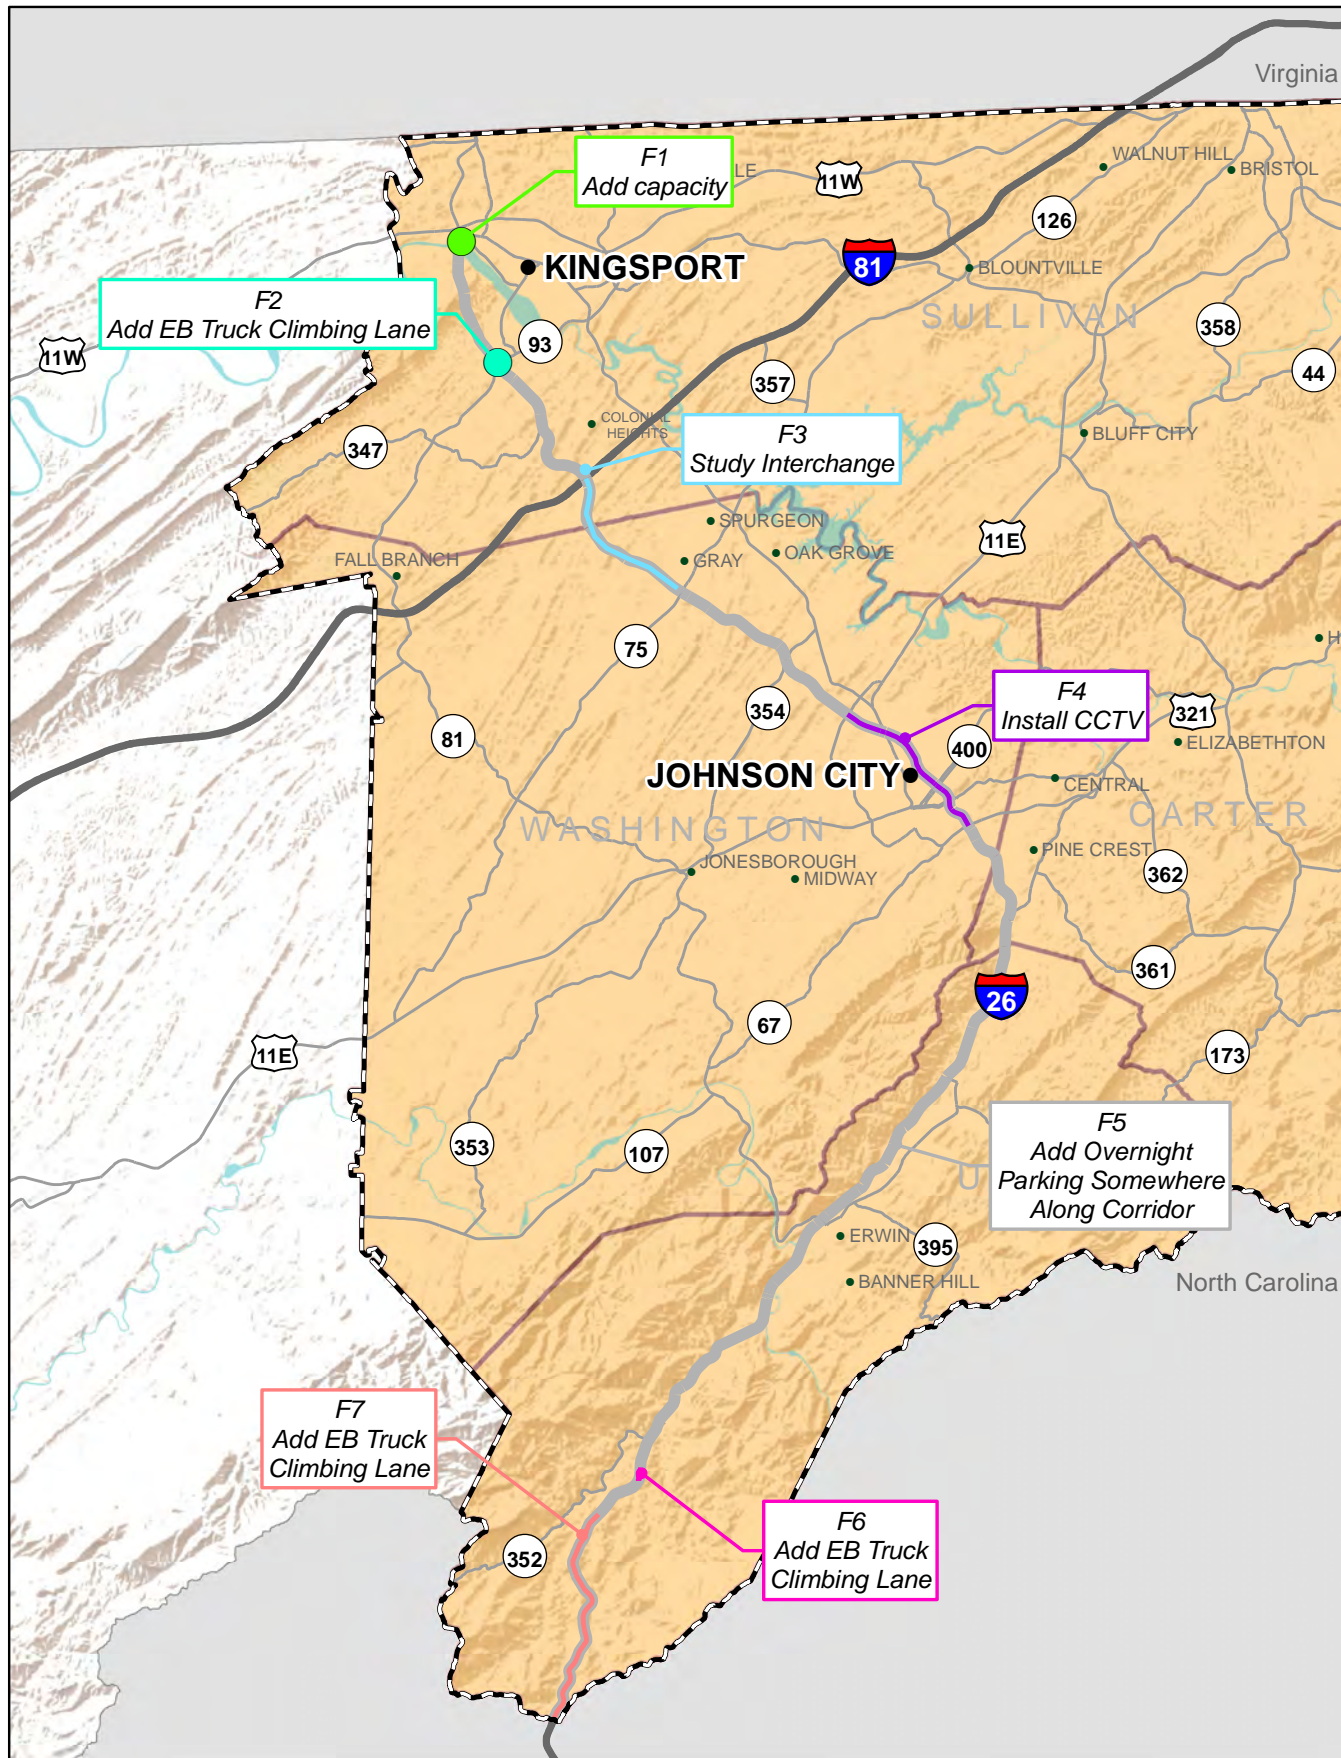 Virginia
F1
Add capacity
LE
11W
WALNUT HILL
BRISTOL
126
KINGSPORT
81
BLOUNTVILLE
F2
Add EB Truck Climbing Lane
SULLIVAN
358
11W
93
357
44
COLONIAL
HEIGHTS
F3
Study Interchange
BLUFF CITY
347
SPURGEON
11E
OAK GROVE
FALL BRANCH
GRAY
75
H
F4
Install CCTV
354
321
81
400
ELIZABETHTON
JOHNSON CITY
CENTRAL
WASHINGTON
CARTER
PINE CREST
JONESBOROUGH
MIDWAY
362
361
26
67
11E
173
F5
Add Overnight
Parking Somewhere
Along Corridor
U
353
107
ERWIN
395
BANNER HILL
North Carolina
F7
Add EB Truck
Climbing Lane
F6
Add EB Truck
Climbing Lane
352